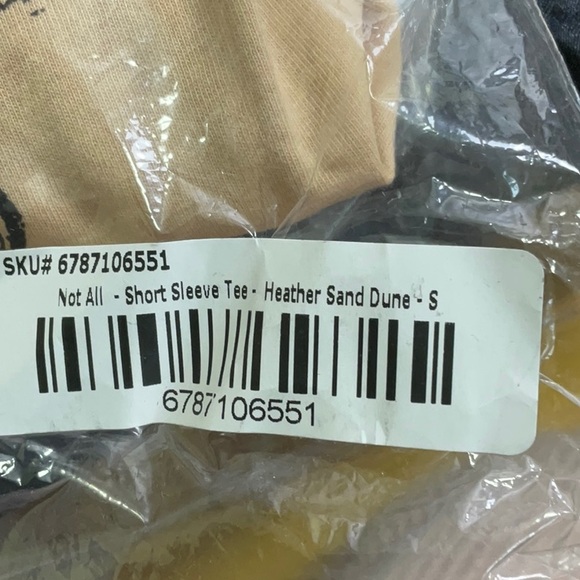 SKU# 6787106551
Not All - Short Sleeve Tee - Heather Sand Dune - S
6787106551